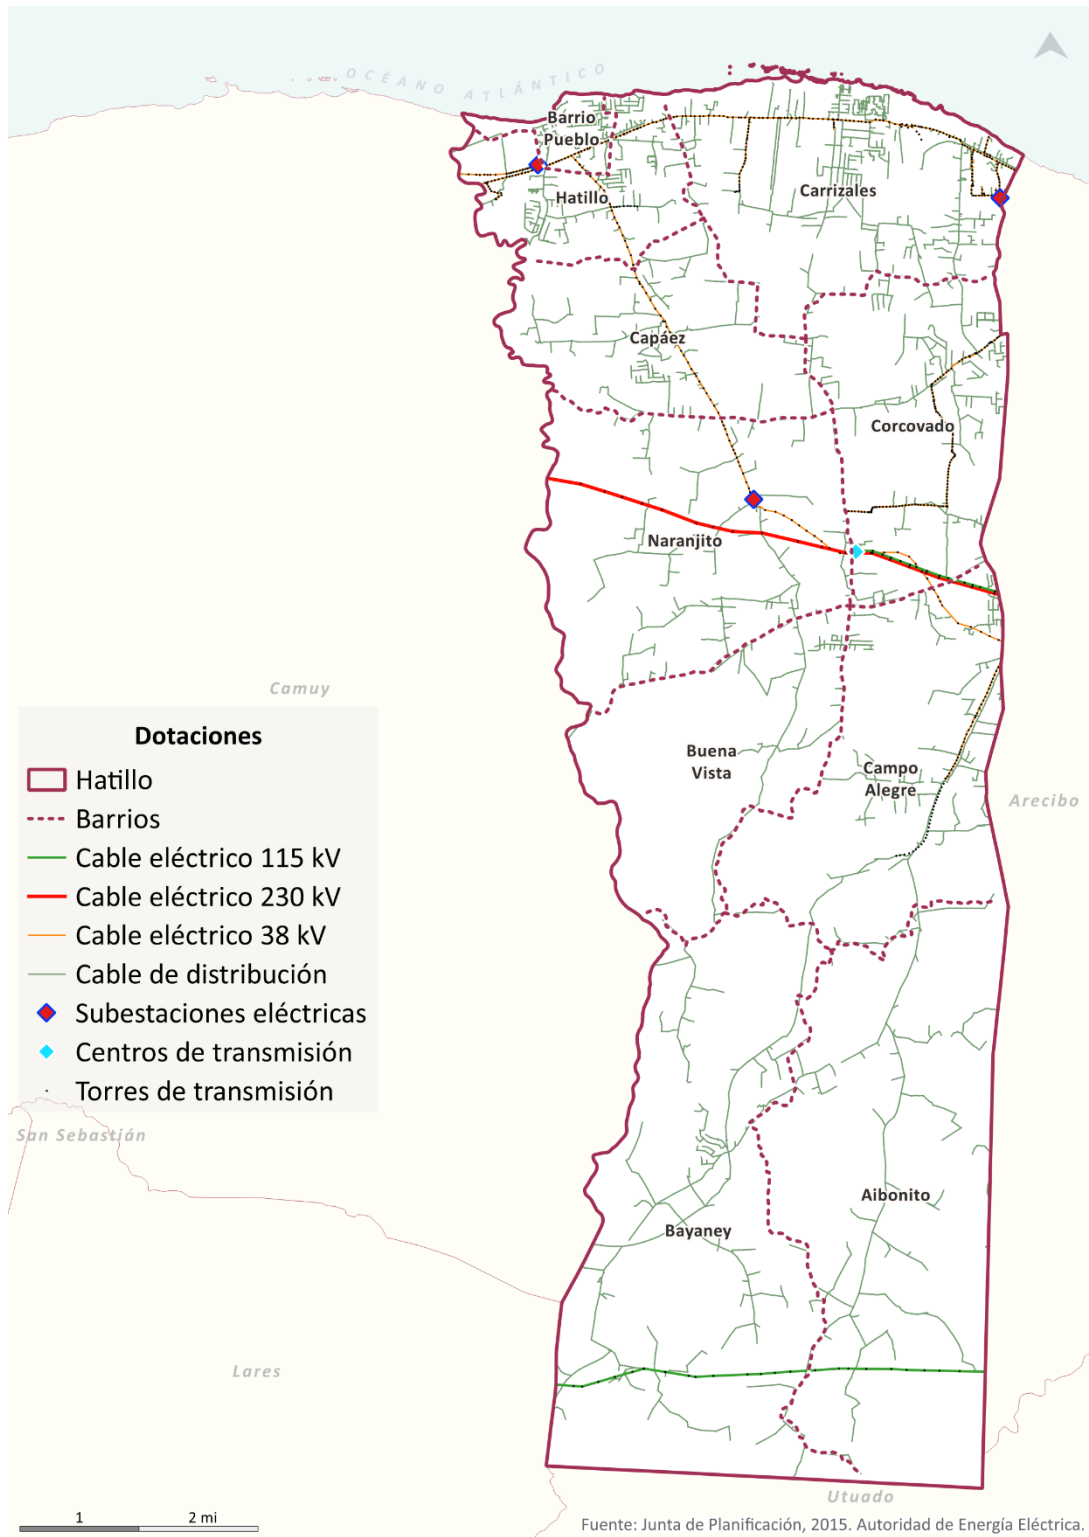 OCÉANO ATLÁNTICO
Barrio
Pueblo
Hatillo
Carrizales
Capáez
Corcovado
Naranjito
Camuy
Buena
Vista
Campo
Alegre
Arecibo
Dotaciones
Hatillo
Barrios
Cable eléctrico 115 kV
Cable eléctrico 230 kV
Cable eléctrico 38 kV
Cable de distribución
Subestaciones eléctricas
Centros de transmisión
Torres de transmisión
San Sebastián
Aibonito
Bayaney
Lares
Utuado
1 2 mi
Fuente: Junta de Planificación, 2015. Autoridad de Energía Eléctrica.